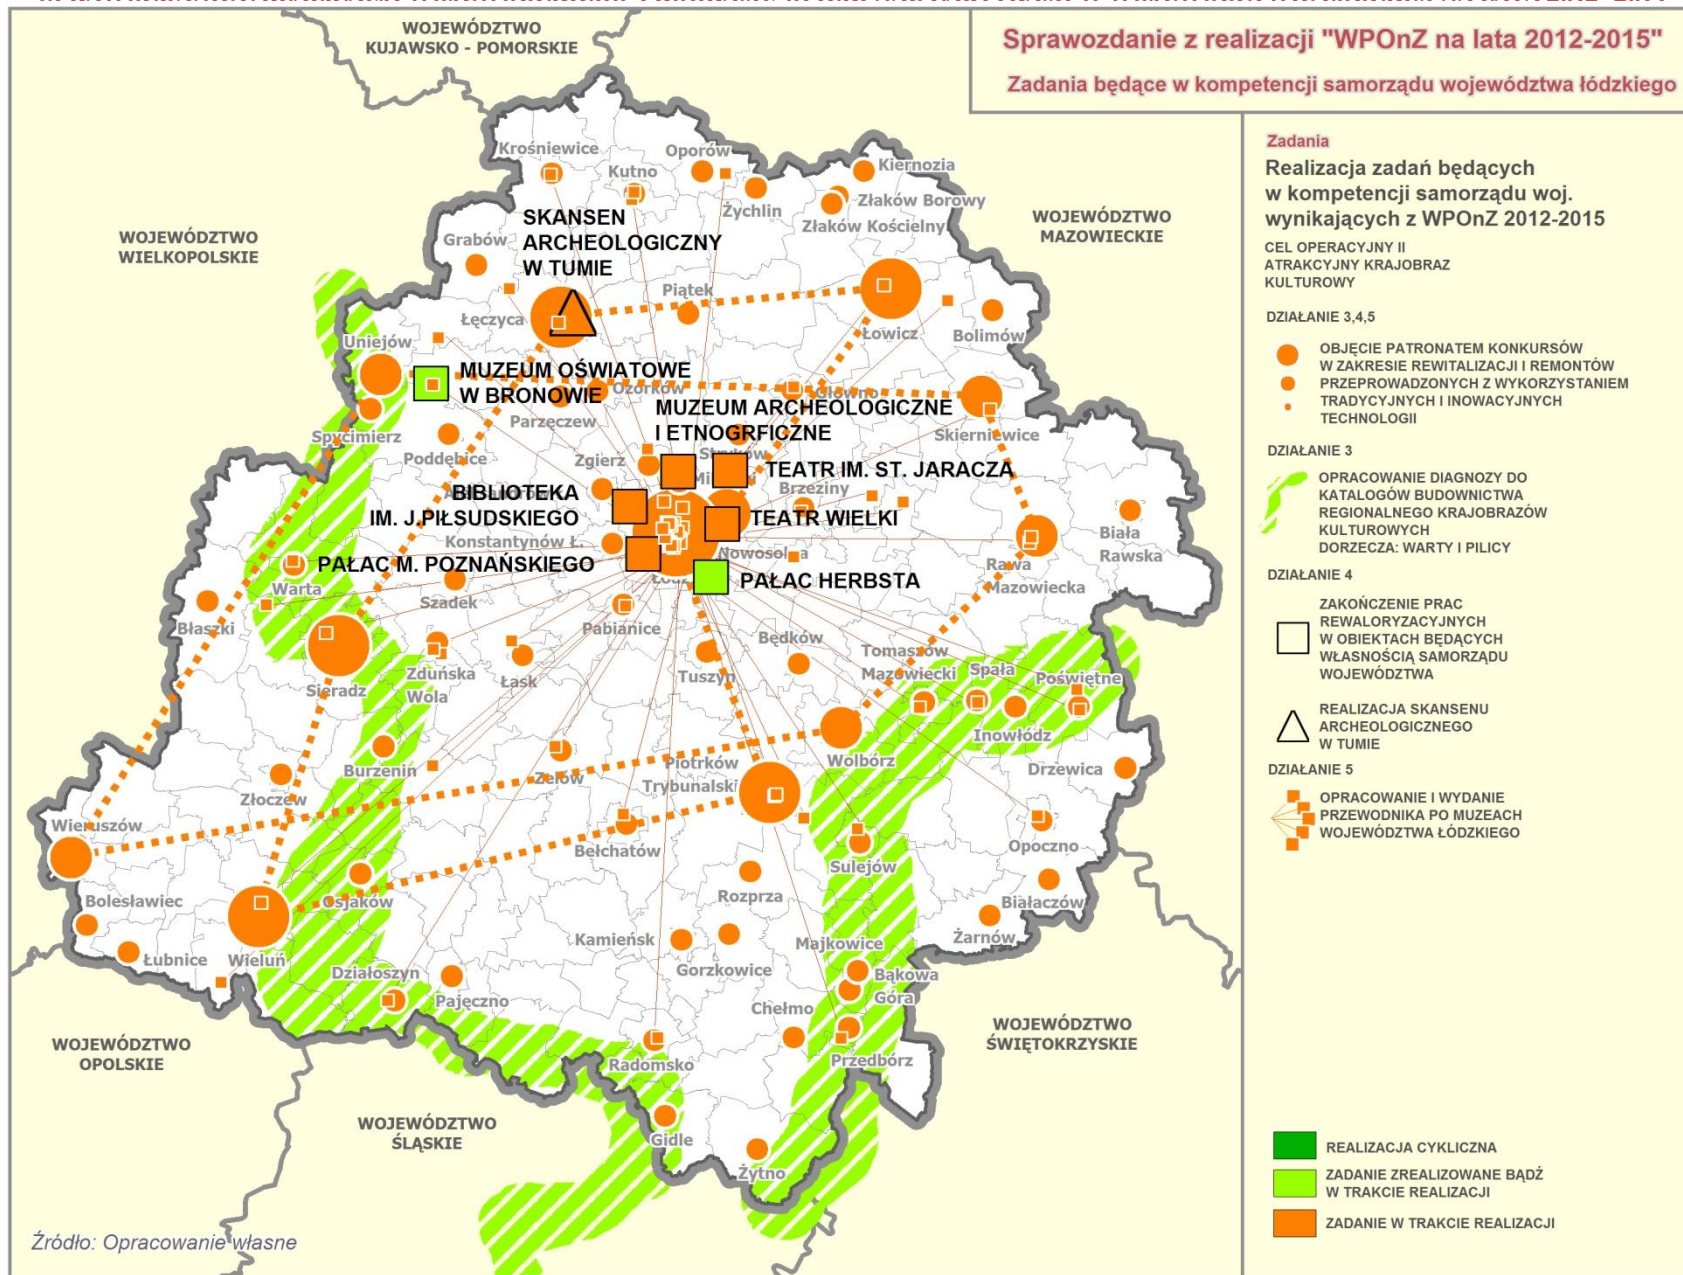 Sprawozdanie z realizacji "WPOnZ na lata 2012-2015"
Zadania będące w kompetencji samorządu województwa łódzkiego
WOJEWÓDZTWO
KUJAWSKO - POMORSKIE
WOJEWÓDZTWO
WIELKOPOLSKIE
WOJEWÓDZTWO
MAZOWIECKIE
Krośniewice
Kutno
Oporów
Żychlin
Kiernozia
Złaków Borowy
Złaków Kościelny
SKANSEN
ARCHEOLOGICZNY
W TUMIE
Grabów
Łęczyca
Piątek
Łowicz
Bolimów
Uniejów
MUZEUM OŚWIATOWE
W BRONOWIE
Ozorków
Parzęczew
Głowno
MUZEUM ARCHEOLOGICZNE
I ETNOGRFICZNE
Skierniewice
Spycimierz
Poddębice
Zgierz
Stryków
TEATR IM. ST. JARACZA
Brzeziny
BIBLIOTEKA
IM. J.PIŁSUDSKIEGO
TEATR WIELKI
Konstantynów Ł.
Nowosolna
Biała
Rawska
PAŁAC M. POZNAŃSKIEGO
Łódź
PAŁAC HERBSTA
Rawa
Mazowiecka
Warta
Szadek
Błaszki
Pabianice
Będków
Tuszyn
Tomaszów
Mazowiecki
Spała
Poświętne
Sieradz
Zduńska
Wola
Łask
Inowłódz
Burzenin
Zelów
Piotrków
Trybunalski
Wolbórz
Drzewica
Złoczew
Wieruszów
Bełchatów
Sulejów
Opoczno
Rozprza
Bolesławiec
Osjaków
Białaczów
Żarnów
Łubnice
Wieluń
Kamieńsk
Gorzkowice
Majkowice
Bąkowa
Góra
Działoszyn
Pajęczno
Chełmo
Przedbórz
Radomsko
Gidle
Żytno
WOJEWÓDZTWO
OPOLSKIE
WOJEWÓDZTWO
ŚLĄSKIE
WOJEWÓDZTWO
ŚWIĘTOKRZYSKIE
Źródło: Opracowanie własne
Zadania
Realizacja zadań będących
w kompetencji samorządu woj.
wynikających z WPOnZ 2012-2015
CEL OPERACYJNY II
ATRAKCYJNY KRAJOBRAZ
KULTUROWY
DZIAŁANIE 3,4,5
OBJĘCIE PATRONATEM KONKURSÓW
W ZAKRESIE REWITALIZACJI I REMONTÓW
PRZEPROWADZONYCH Z WYKORZYSTANIEM
TRADYCYJNYCH I INOWACYJNYCH
TECHNOLOGII
DZIAŁANIE 3
OPRACOWANIE DIAGNOZY DO
KATALOGÓW BUDOWNICTWA
REGIONALNEGO KRAJOBRAZÓW
KULTUROWYCH
DORZECZA: WARTY I PILICY
DZIAŁANIE 4
ZAKOŃCZENIE PRAC
REWALORYZACYJNYCH
W OBIEKTACH BĘDĄCYCH
WŁASNOŚCIĄ SAMORZĄDU
WOJEWÓDZTWA
REALIZACJA SKANSENU
ARCHEOLOGICZNEGO
W TUMIE
DZIAŁANIE 5
OPRACOWANIE I WYDANIE
PRZEWODNIKA PO MUZEACH
WOJEWÓDZTWA ŁÓDZKIEGO
REALIZACJA CYKLICZNA
ZADANIE ZREALIZOWANE BĄDŹ
W TRAKCIE REALIZACJI
ZADANIE W TRAKCIE REALIZACJI